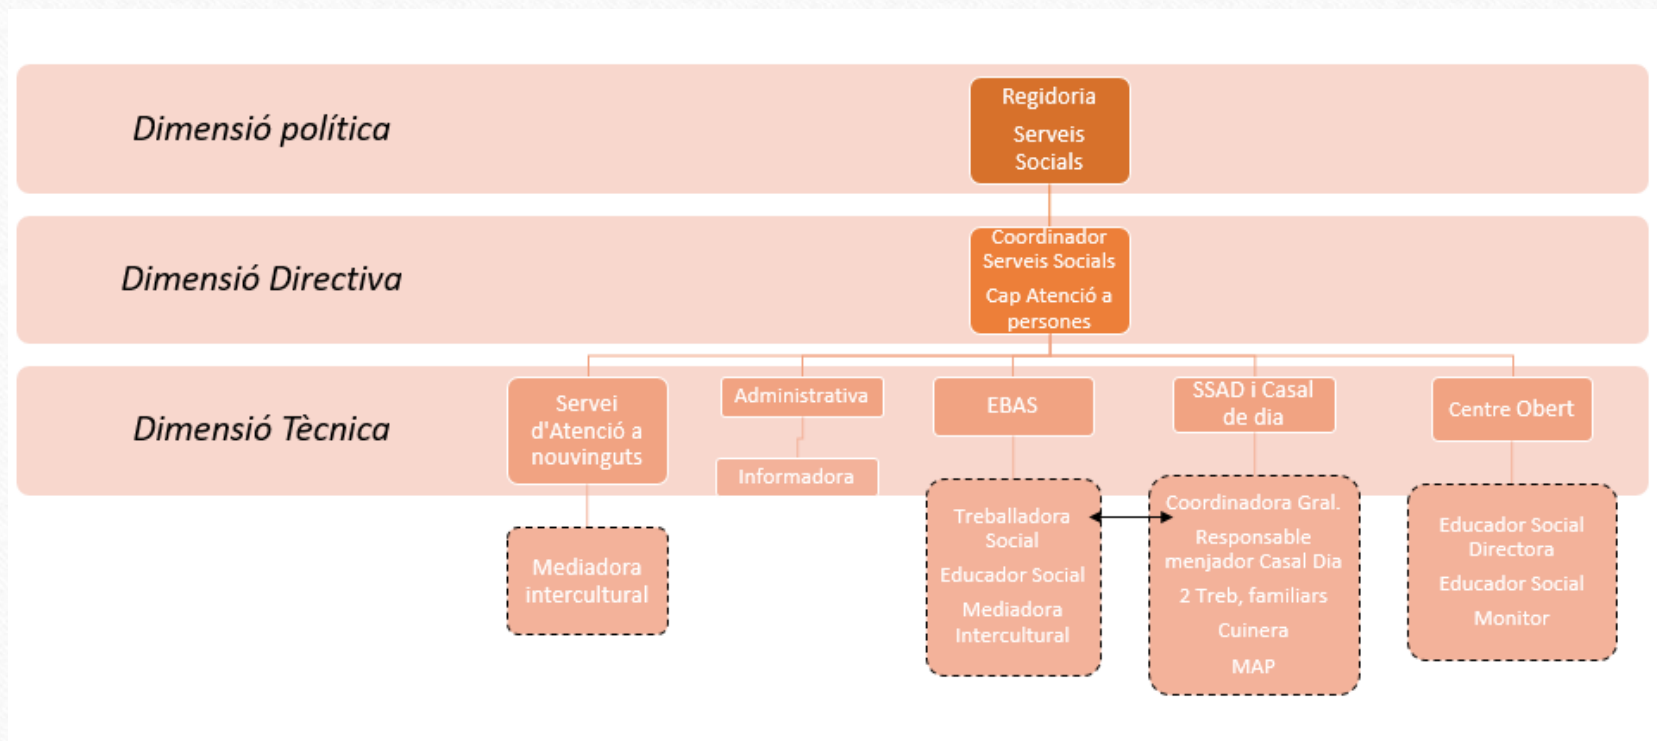 Dimensió política
Regidoria
Serveis
Socials
Dimensió Directiva
Coordinador
Serveis Socials
Cap Atenció a
persones
Dimensió Tècnica
Servei
d'Atenció a
nouvinguts
Mediadora
intercultural
Administrativa
Informadora
EBAS
Treballadora
Social
Educador Social
Mediadora
Intercultural
SSAD i Casal
de dia
Coordinadora Gral.
Responsable
menjador Casal Dia
2 Treb, familiars
Cuinera
MAP
Centre Obert
Educador Social
Directora
Educador Social
Monitor